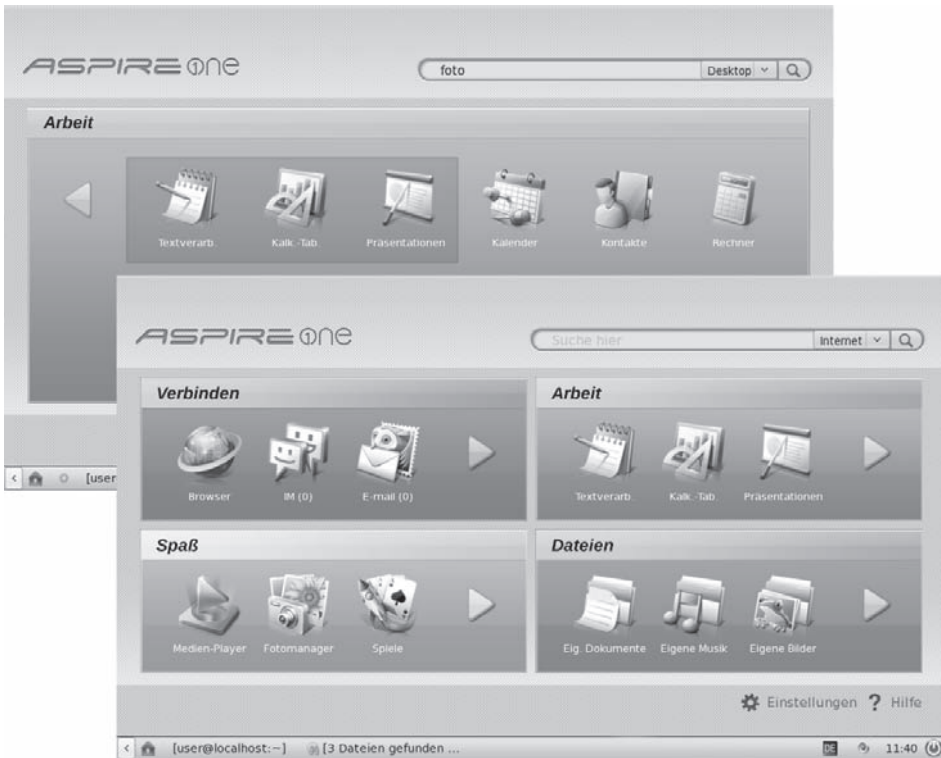 ASPIRE one
foto Desktop
Arbeit
Textverarb. Kalk.-Tab. Präsentationen Kalender Kontakte Rechner
[user
ASPIRE one
Suche hier Internet
Verbinden
Browser IM (0) E-mail (0)
Arbeit
Textverarb. Kalk.-Tab. Präsentationen
Spaß
Medien-Player Fotomanager Spiele
Dateien
Eig. Dokumente Eigene Musik Eigene Bilder
Einstellungen ? Hilfe
[user@localhost:~] [3 Dateien gefunden ... DE 11:40